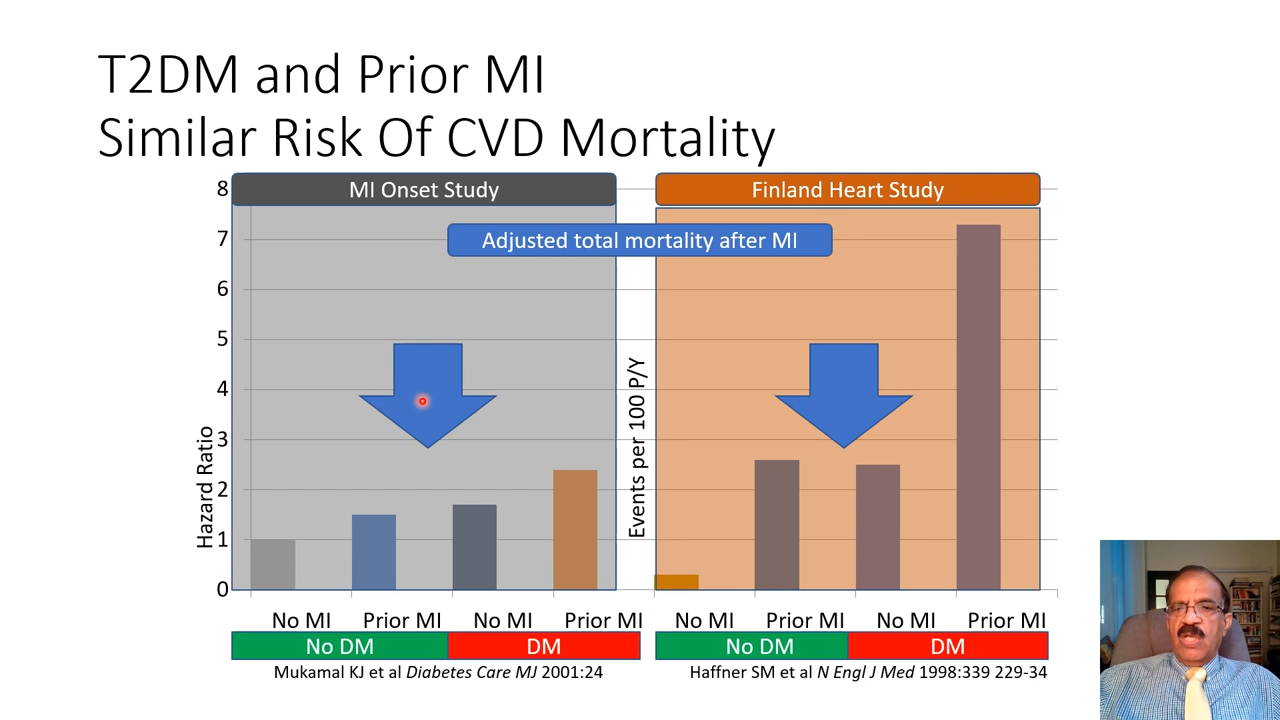 T2DM and Prior MI
Similar Risk Of CVD Mortality
MI Onset Study
Finland Heart Study
Adjusted total mortality after MI
8
7
6
5
4
3
2
1
0
Hazard Ratio
Events per 100 P/Y
No MI Prior MI No MI Prior MI No MI Prior MI No MI Prior MI
No DM DM No DM DM
Mukamal KJ et al Diabetes Care MJ 2001:24
Haffner SM et al N Engl J Med 1998:339 229-34